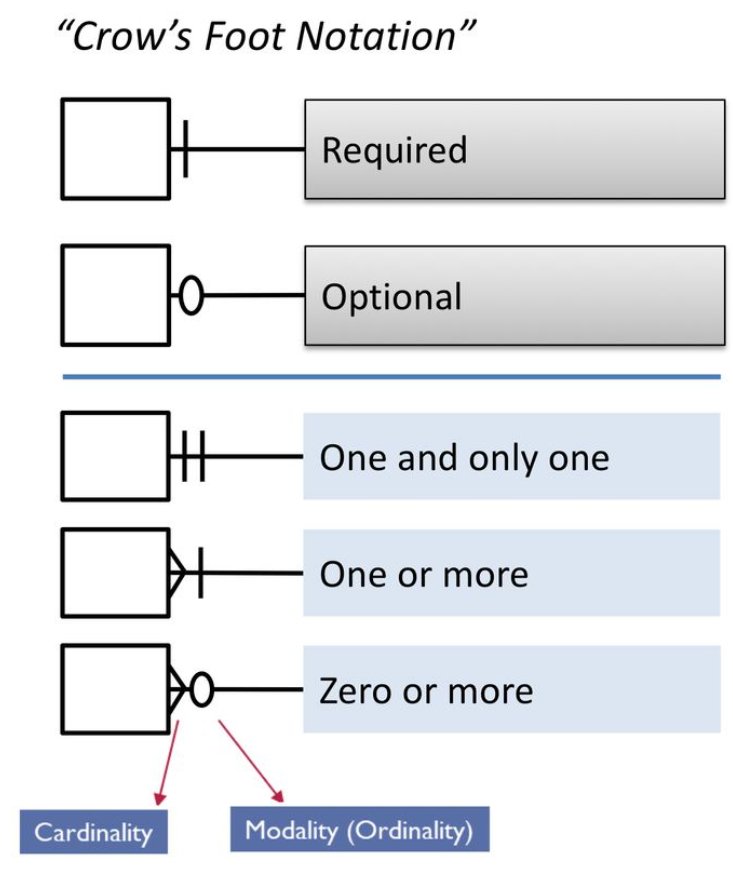 “Crow’s Foot Notation”
Required
Optional
One and only one
One or more
Zero or more
Cardinality
Modality (Ordinality)